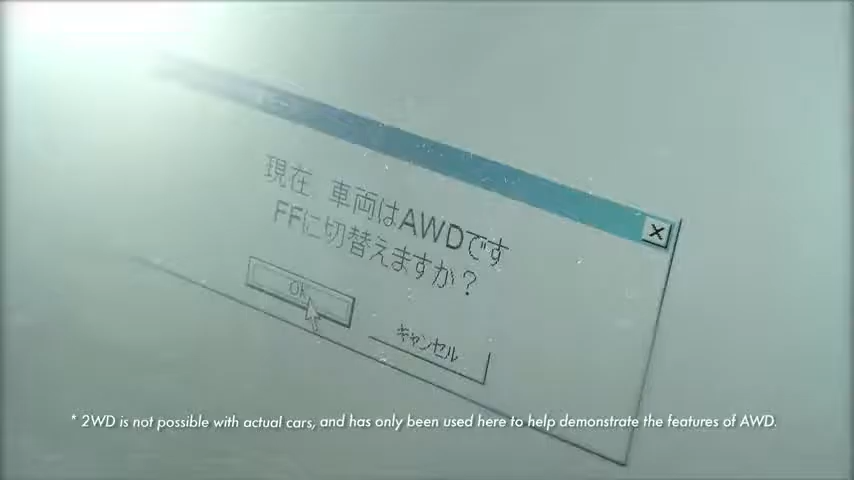 現在 車両はAWDです
FFに切替えますか？
OK
キャンセル
* 2WD is not possible with actual cars, and has only been used here to help demonstrate the features of AWD.